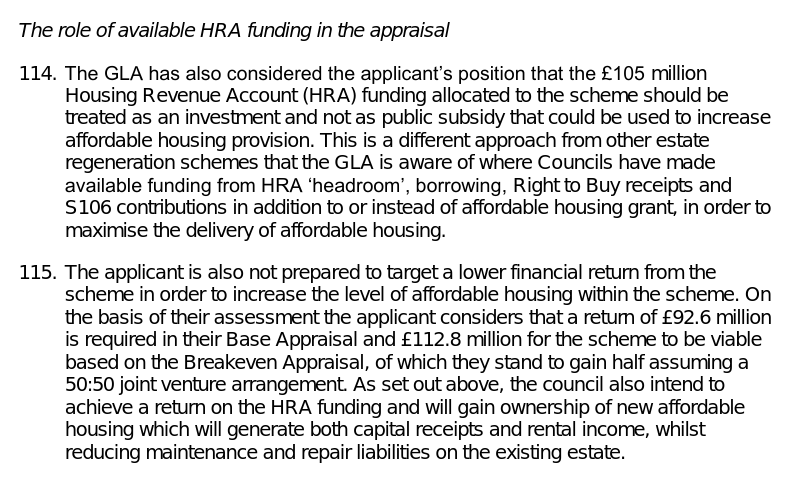 The role of available HRA funding in the appraisal
114. The GLA has also considered the applicant's position that the £105 million
Housing Revenue Account (HRA) funding allocated to the scheme should be
treated as an investment and not as public subsidy that could be used to increase
affordable housing provision. This is a different approach from other estate
regeneration schemes that the GLA is aware of where Councils have made
available funding from HRA ‘headroom’, borrowing, Right to Buy receipts and
S106 contributions in addition to or instead of affordable housing grant, in order to
maximise the delivery of affordable housing.
115. The applicant is also not prepared to target a lower financial return from the
scheme in order to increase the level of affordable housing within the scheme. On
the basis of their assessment the applicant considers that a return of £92.6 million
is required in their Base Appraisal and £112.8 million for the scheme to be viable
based on the Breakeven Appraisal, of which they stand to gain half assuming a
50:50 joint venture arrangement. As set out above, the council also intend to
achieve a return on the HRA funding and will gain ownership of new affordable
housing which will generate both capital receipts and rental income, whilst
reducing maintenance and repair liabilities on the existing estate.